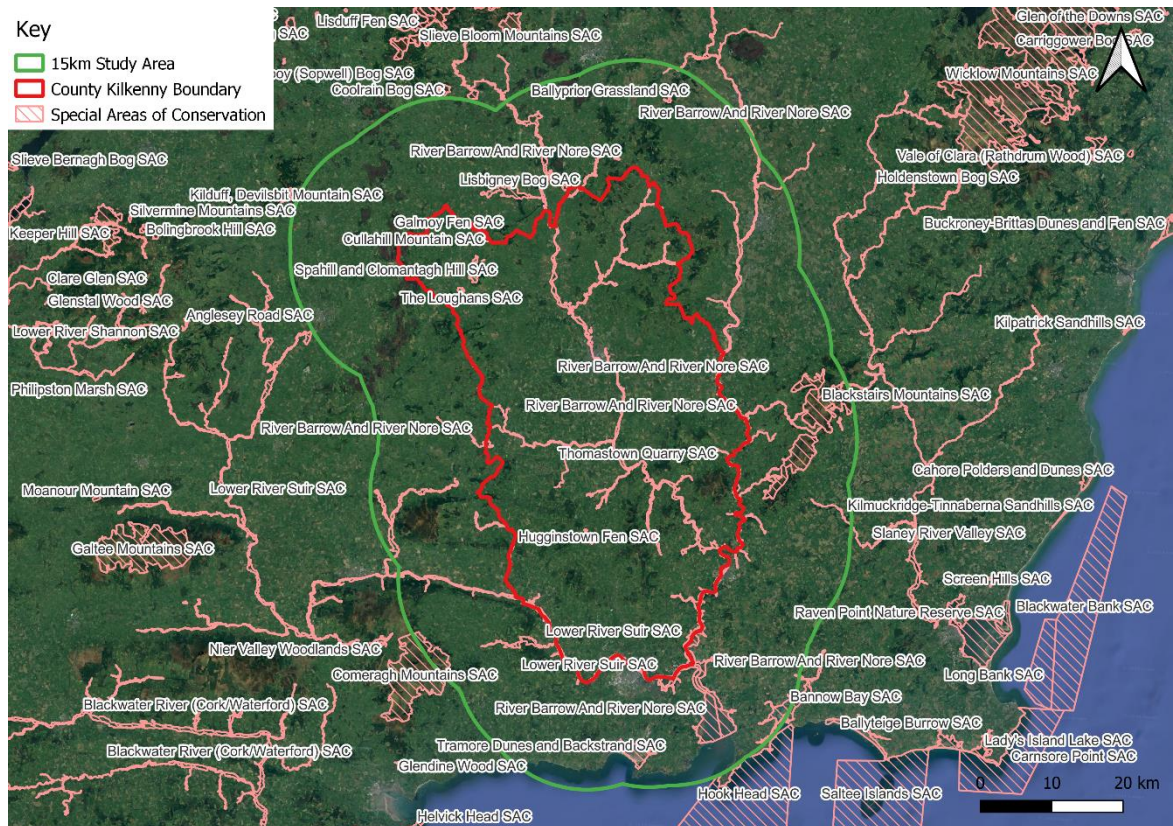 Key
15km Study Area
County Kilkenny Boundary
Special Areas of Conservation
Lisduff Fen SAC
Glen of the Downs SAC
Slieve Bloom Mountains SAC
Carriggower Bog SAC
(Sopwell) Bog SAC
Wicklow Mountains SAC
Coolrain Bog SAC
Ballyprior Grassland SAC
River Barrow And River Nore SAC
River Barrow And River Nore SAC
Slieve Bernagh Bog SAC
Vale of Clara (Rathdrum Wood) SAC
Lisbigney Bog SAC
Holdenstown Bog SAC
Kilduff, Devilsbit Mountain SAC
Silvermine Mountains SAC
Galmoy Fen SAC
Buckroney-Brittas Dunes and Fen SAC
Keeper Hill SAC
Bolingbrook Hill SAC
Cullahill Mountain SAC
Spahill and Clomantagh Hill SAC
Clare Glen SAC
Glenstal Wood SAC
The Loughans SAC
Anglesey Road SAC
Kilpatrick Sandhills SAC
Lower River Shannon SAC
River Barrow And River Nore SAC
Philipston Marsh SAC
Blackstairs Mountains SAC
River Barrow And River Nore SAC
River Barrow And River Nore SAC
Thomastown Quarry SAC
Cahore Polders and Dunes SAC
Lower River Suir SAC
Moanour Mountain SAC
Kilmuckridge-Tinnaberna Sandhills SAC
Slaney River Valley SAC
Hugginstown Fen SAC
Galtee Mountains SAC
Screen Hills SAC
Raven Point Nature Reserve SAC
Blackwater Bank SAC
Lower River Suir SAC
Nier Valley Woodlands SAC
Lower River Suir SAC
River Barrow And River Nore SAC
Comeragh Mountains SAC
Long Bank SAC
Bannow Bay SAC
Blackwater River (Cork/Waterford) SAC
River Barrow And River Nore SAC
Ballyteige Burrow SAC
Tramore Dunes and Backstrand SAC
Lady's Island Lake SAC
Blackwater River (Cork/Waterford) SAC
Carnsore Point SAC
Glendine Wood SAC
Hook Head SAC
Saltee Islands SAC
Helvick Head SAC
0 10 20 km